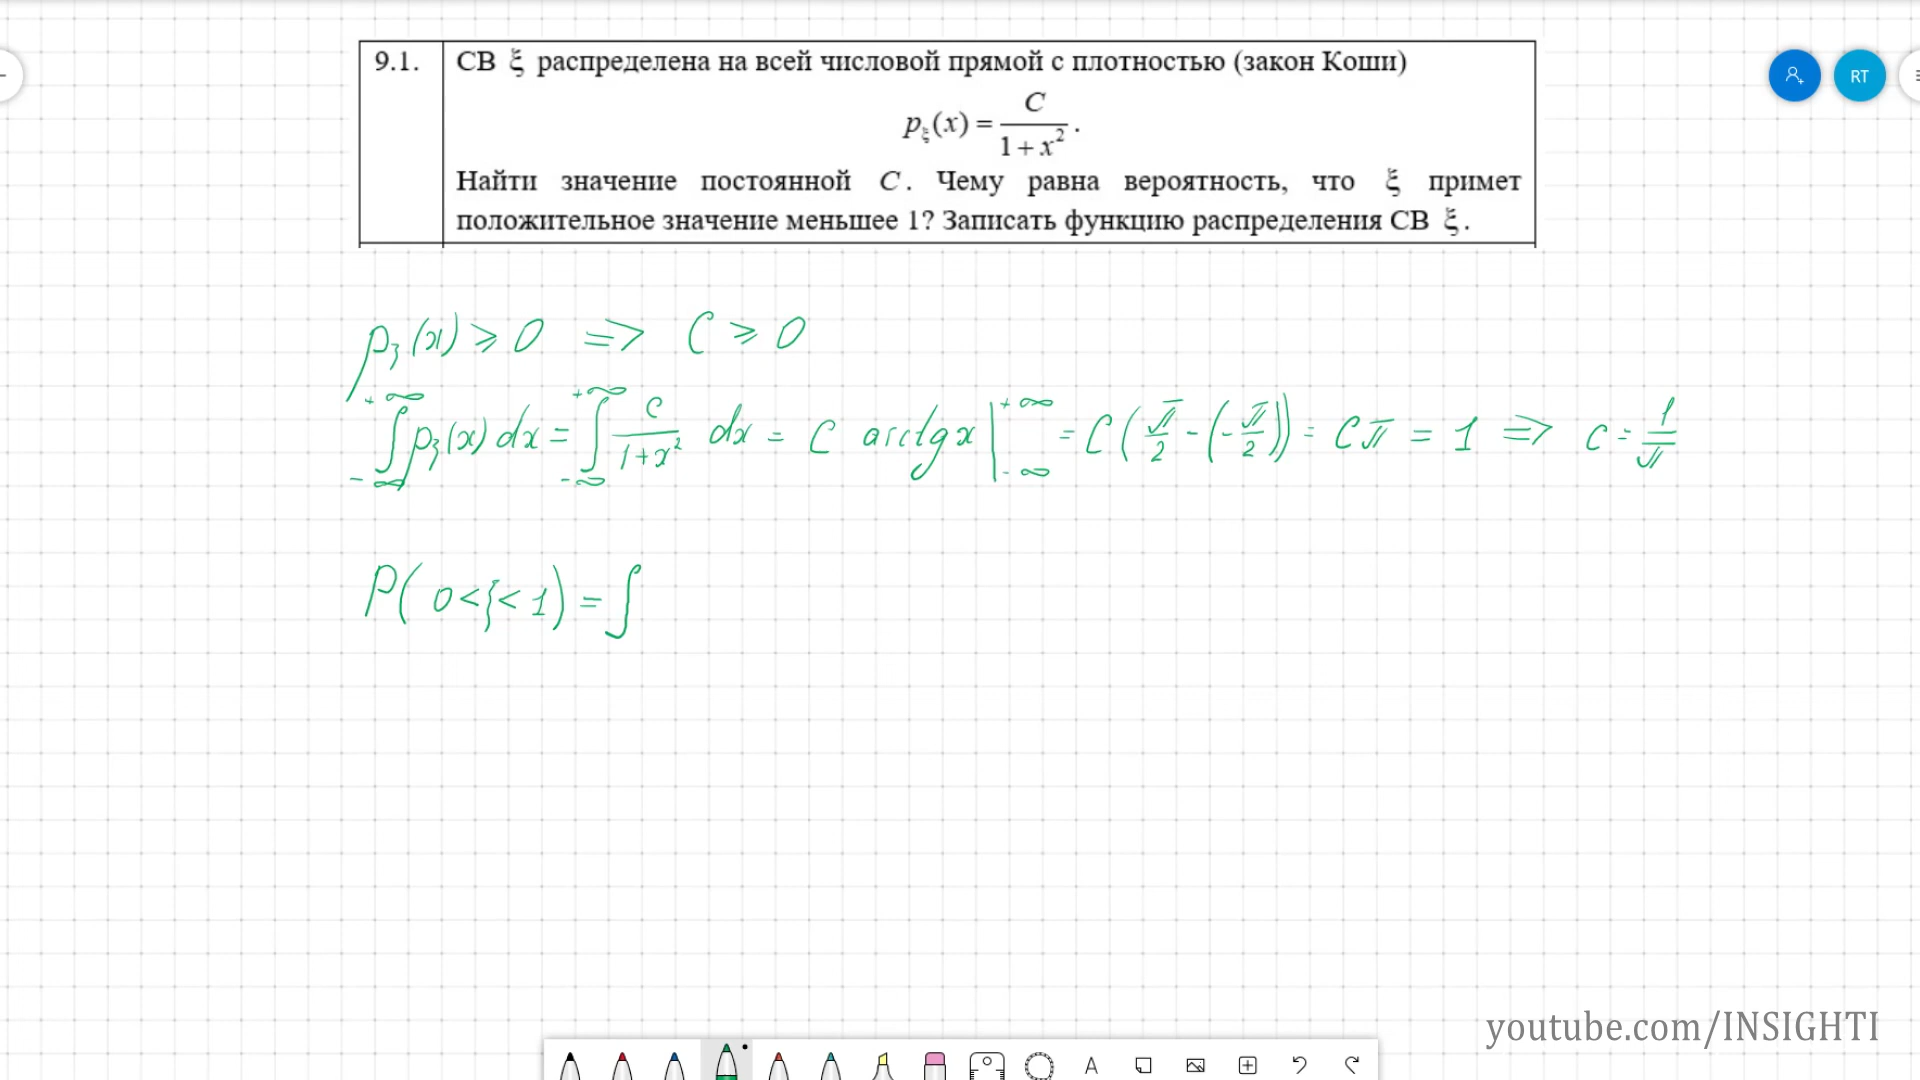 9.1. СВ ξ распределена на всей числовой прямой с плотностью (закон Коши)
p_ξ(x) = C / (1 + x²).
Найти значение постоянной C. Чему равна вероятность, что ξ примет
положительное значение меньшее 1? Записать функцию распределения СВ ξ.
RT
p_ξ(x) ≥ 0 => C ≥ 0
∫_{-∞}^{+∞} p_ξ(x) dx = ∫_{-∞}^{+∞} C/(1+x²) dx = C arctg x |_{-∞}^{+∞} = C(π/2 - (-π/2)) = Cπ = 1 => C = 1/π
P(0<ξ<1) = ∫
youtube.com/INSIGHTI
A